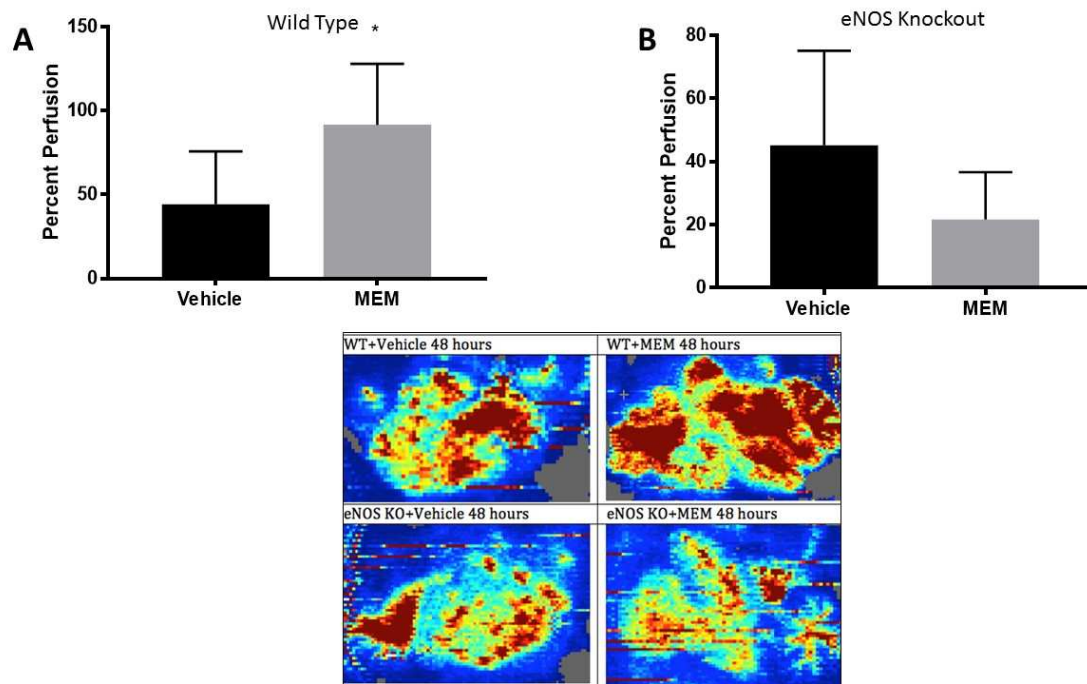 A
Wild Type
*
150
100
50
0
Percent Perfusion
Vehicle
MEM
B
eNOS Knockout
80
60
40
20
0
Percent Perfusion
Vehicle
MEM
WT+Vehicle 48 hours
WT+MEM 48 hours
eNOS KO+Vehicle 48 hours
eNOS KO+MEM 48 hours